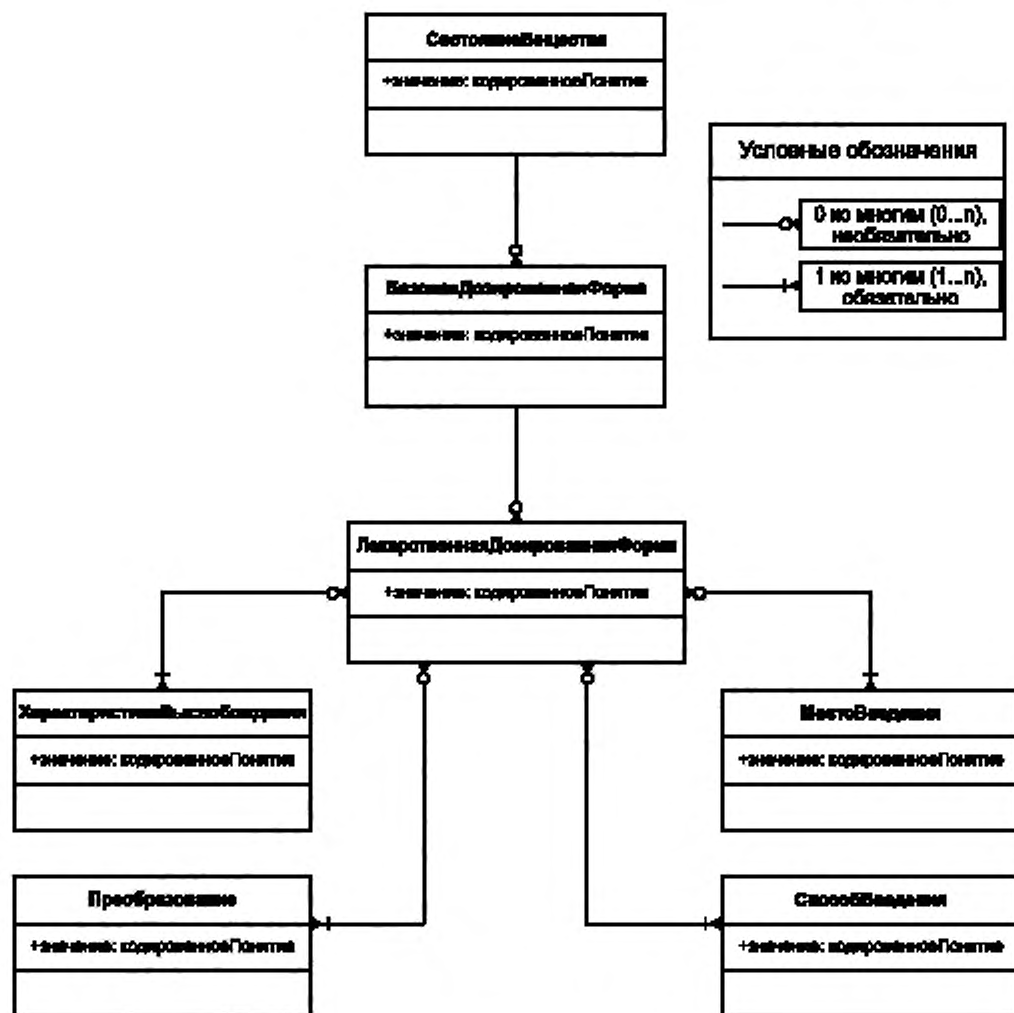 СостояниеВещества
+значение: кодированноеПонятие
Условные обозначения
0 ко многим (0...n),
необязательно
1 ко многим (1...n),
обязательно
БазоваяДозированнаяФорма
+значение: кодированноеПонятие
ЛекарственнаяДозированнаяФорма
+значение: кодированноеПонятие
ХарактеристикаВысвобождения
+значение: кодированноеПонятие
МестоВведения
+значение: кодированноеПонятие
Преобразование
+значение: кодированноеПонятие
СпособВведения
+значение: кодированноеПонятие